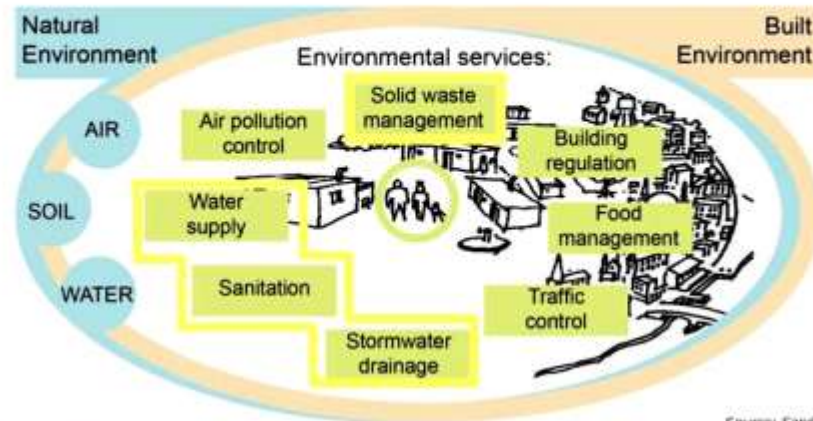 Natural
Environment
Built
Environment
Environmental services:
Solid waste
management
Air pollution
control
Building
regulation
AIR
SOIL
WATER
Water
supply
Food
management
Sanitation
Traffic
control
Stormwater
drainage